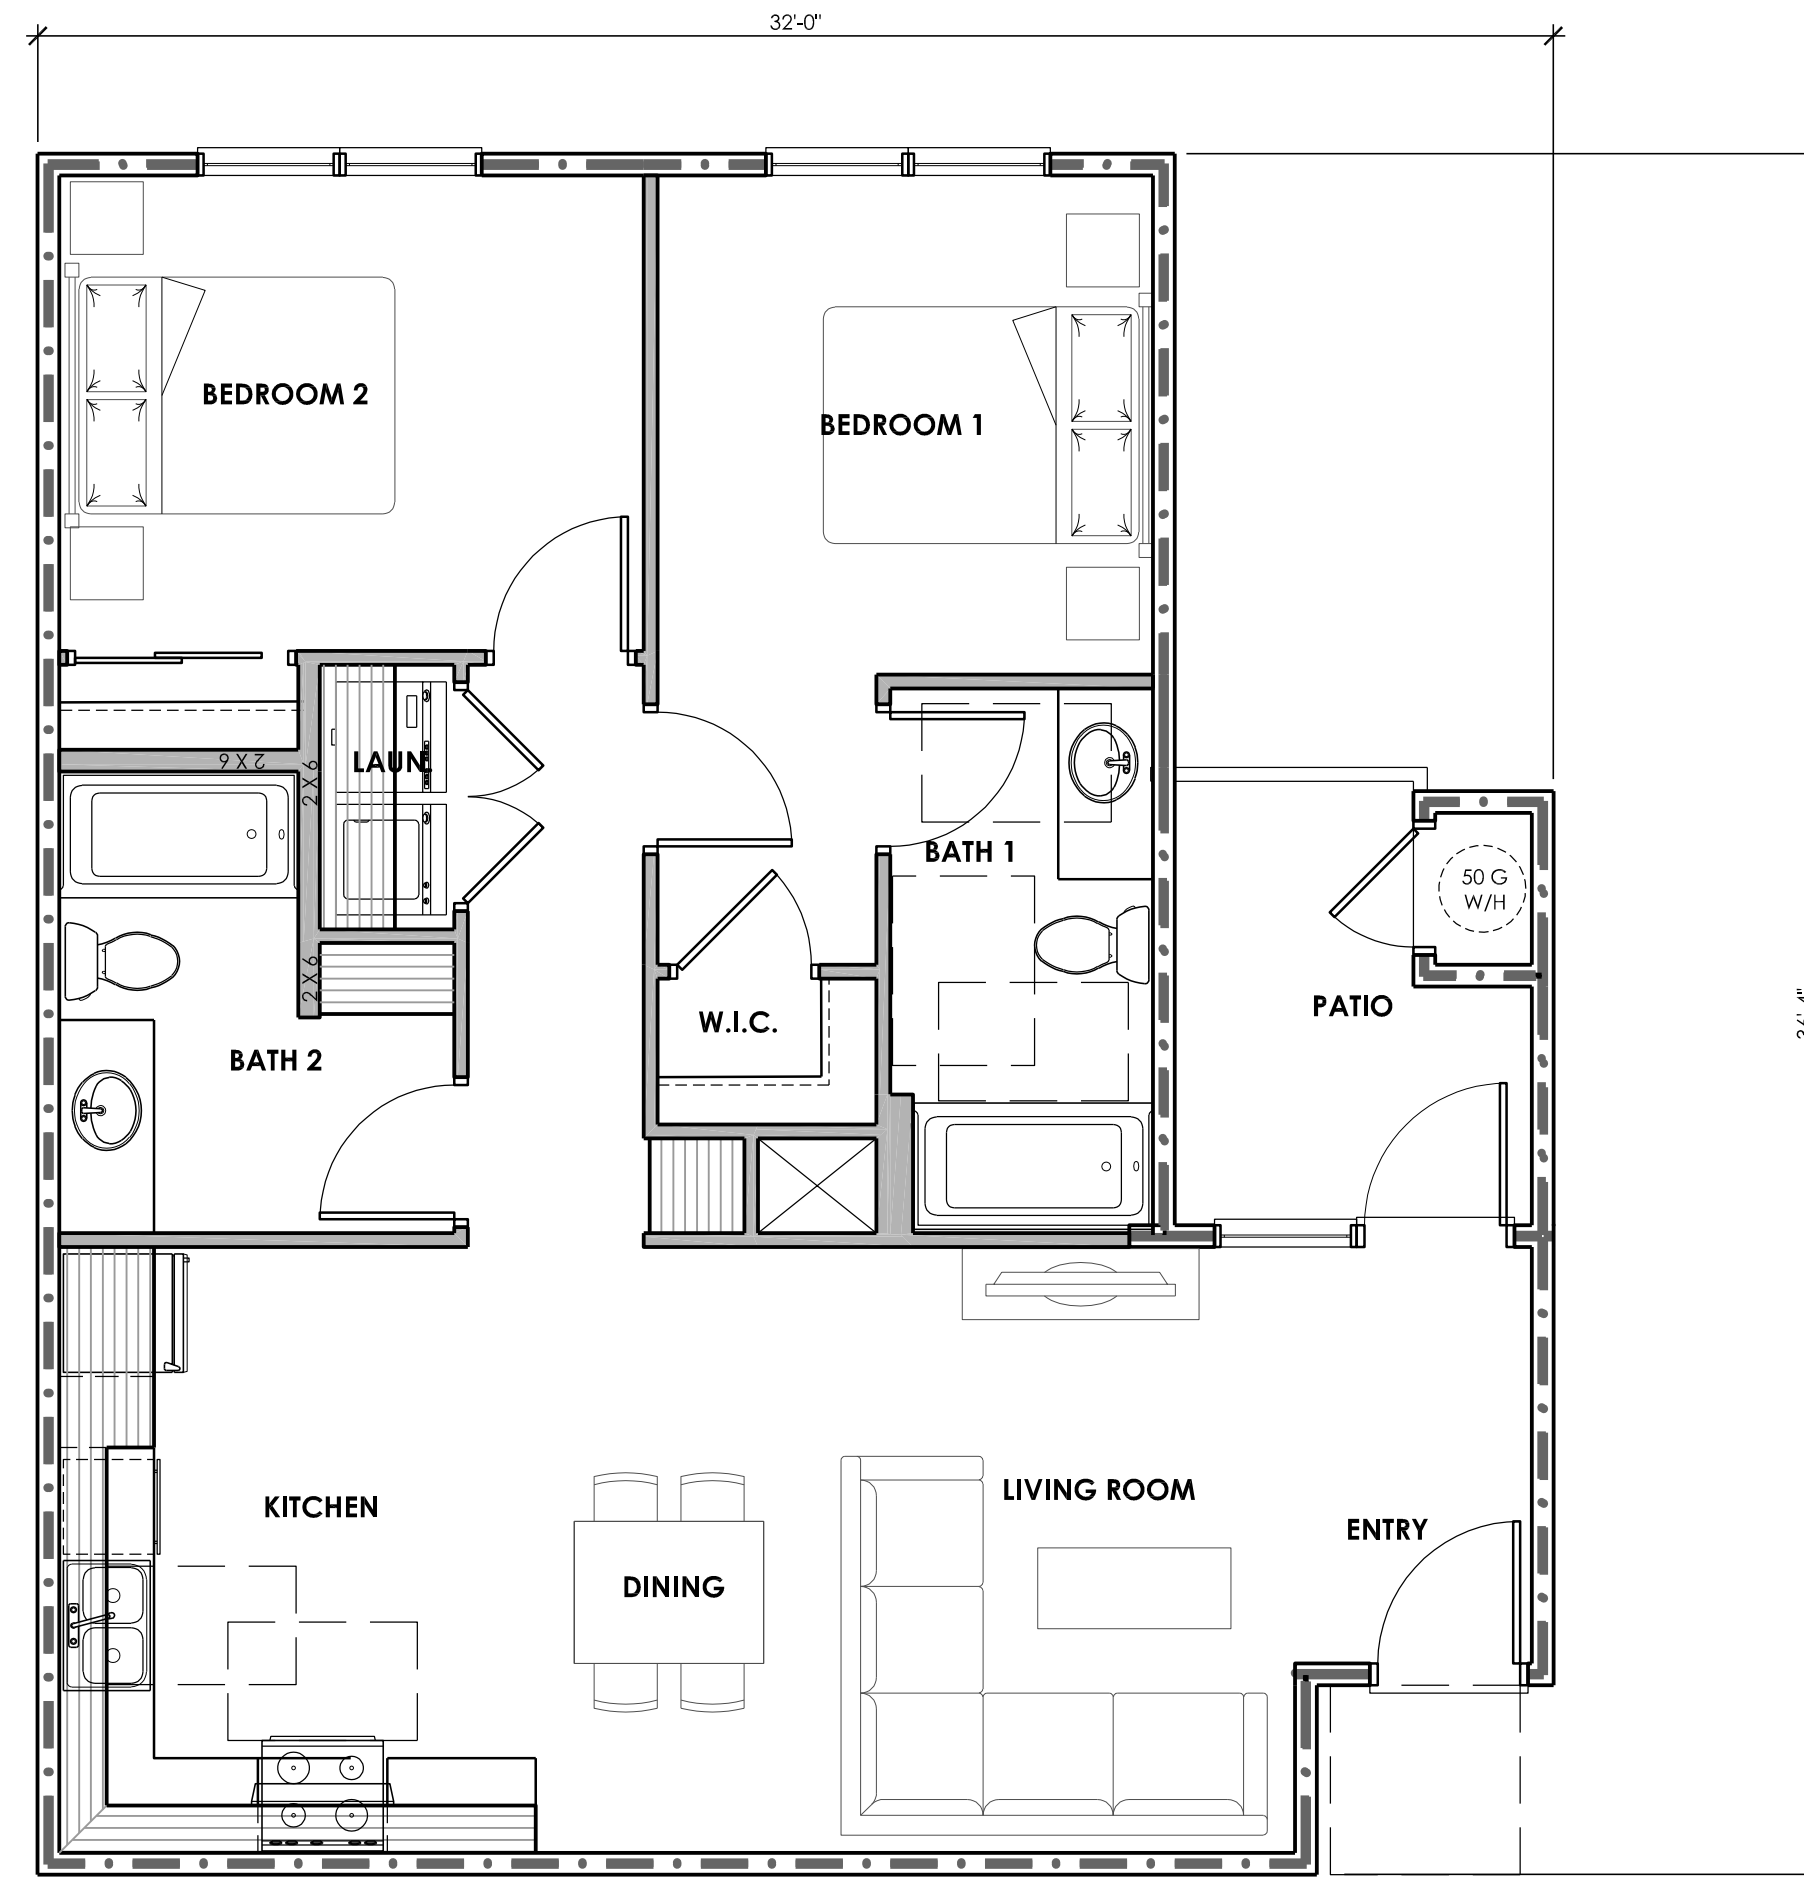 32'-0"
BEDROOM 2
BEDROOM 1
2 X 6
2 X 6
LAUN
BATH 1
50 G
W/H
2 X 6
PATIO
W.I.C.
BATH 2
LIVING ROOM
KITCHEN
ENTRY
DINING